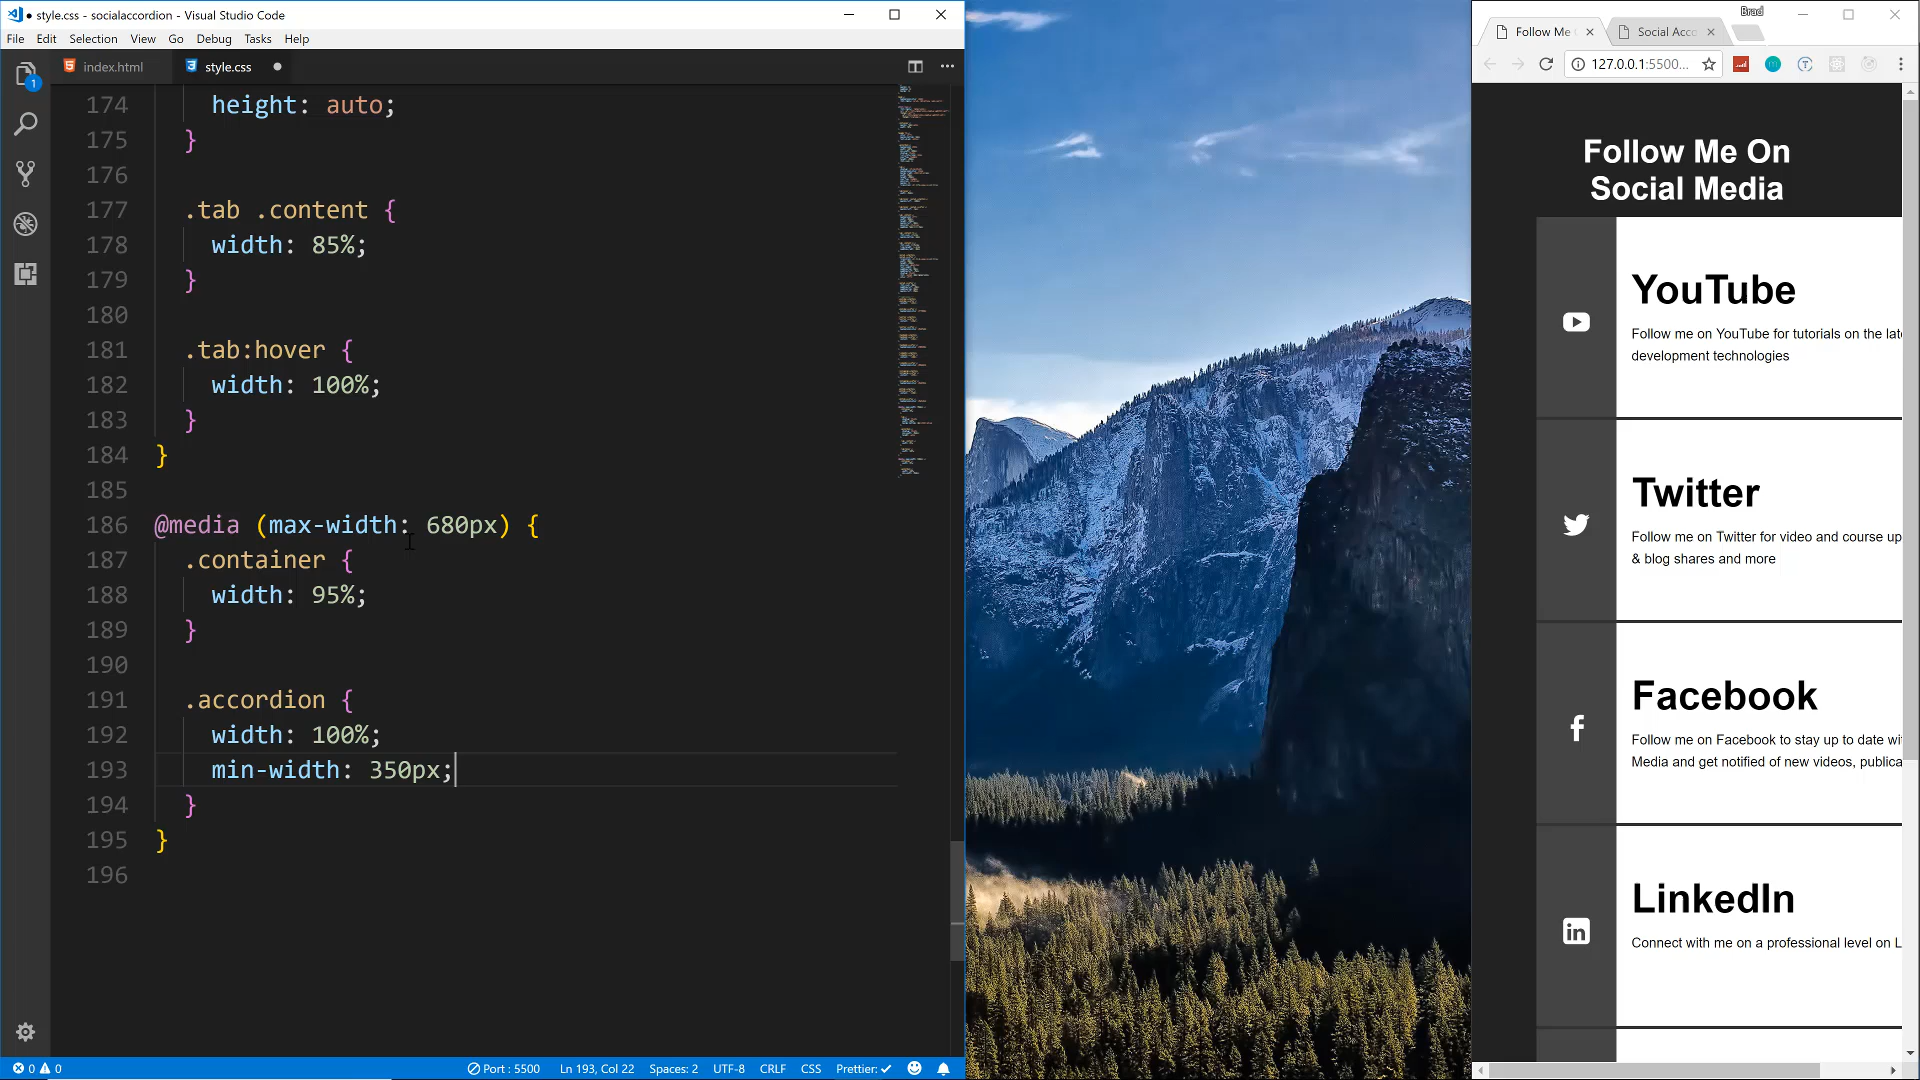 style.css - socialaccordion - Visual Studio Code
File Edit Selection View Go Debug Tasks Help
index.html style.css
1
174 height: auto;
175 }
176
177 .tab .content {
178 width: 85%;
179 }
180
181 .tab:hover {
182 width: 100%;
183 }
184 }
185
186 @media (max-width: 680px) {
187 .container {
188 width: 95%;
189 }
190
191 .accordion {
192 width: 100%;
193 min-width: 350px;
194 }
195 }
196
0 0 Port : 5500 Ln 193, Col 22 Spaces: 2 UTF-8 CRLF CSS Prettier: ✓
Brad
Follow Me Social Acc
127.0.0.1:5500...
Follow Me On
Social Media
YouTube
Follow me on YouTube for tutorials on the lat
development technologies
Twitter
Follow me on Twitter for video and course up
& blog shares and more
Facebook
Follow me on Facebook to stay up to date wi
Media and get notified of new videos, publica
LinkedIn
Connect with me on a professional level on L